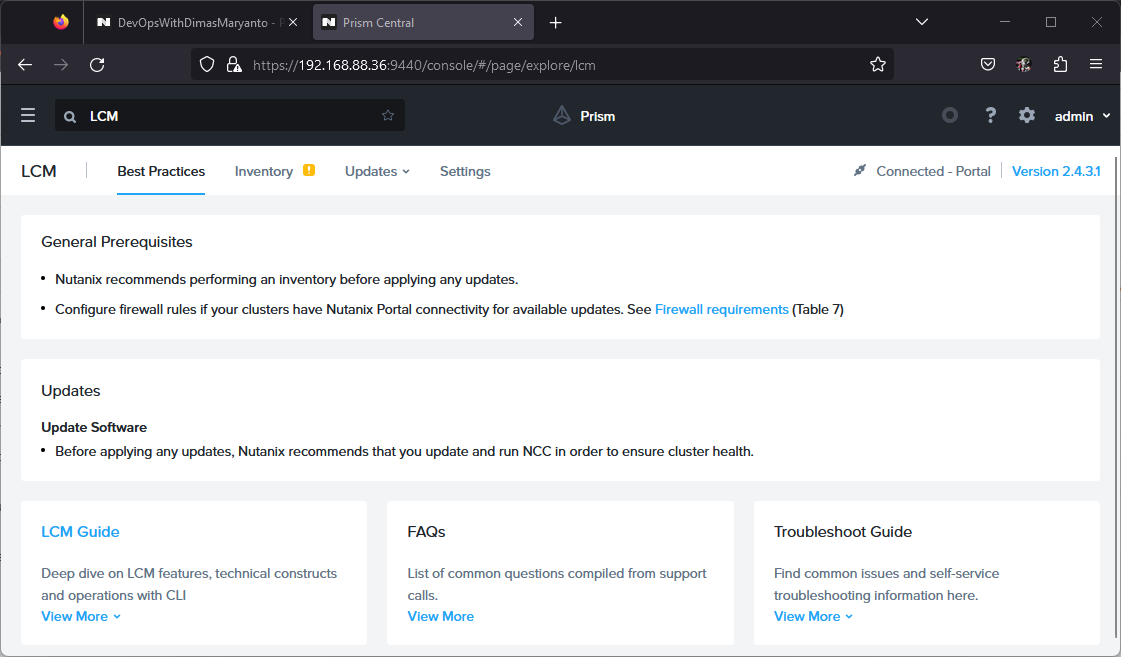 DevOpsWithDimasMaryanto - P
Prism Central
https://192.168.88.36:9440/console/#/page/explore/lcm
LCM
Prism
?
admin
LCM
Best Practices
Inventory
Updates
Settings
Connected - Portal
Version 2.4.3.1
General Prerequisites
• Nutanix recommends performing an inventory before applying any updates.
• Configure firewall rules if your clusters have Nutanix Portal connectivity for available updates. See Firewall requirements (Table 7)
Updates
Update Software
• Before applying any updates, Nutanix recommends that you update and run NCC in order to ensure cluster health.
LCM Guide
Deep dive on LCM features, technical constructs
and operations with CLI
View More
FAQs
List of common questions compiled from support
calls.
View More
Troubleshoot Guide
Find common issues and self-service
troubleshooting information here.
View More